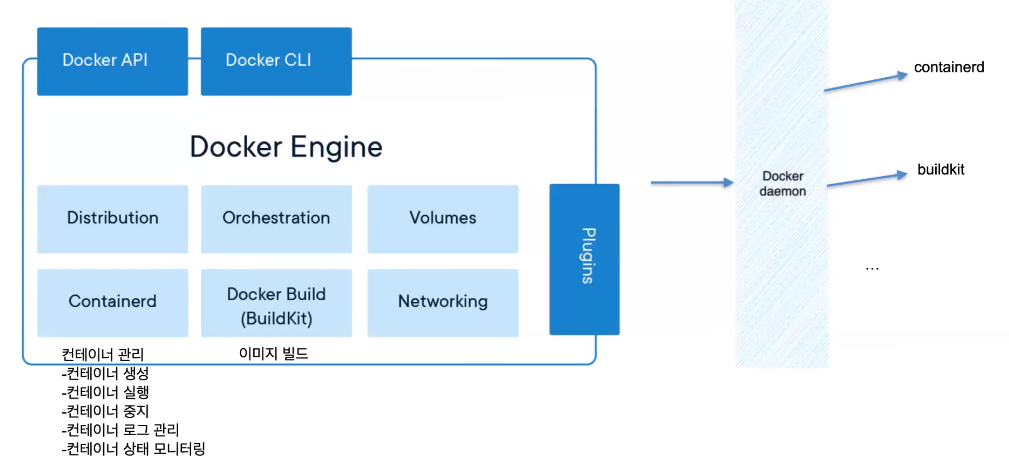 Docker API
Docker CLI
Docker Engine
Distribution
Orchestration
Volumes
Containerd
Docker Build
(BuildKit)
Networking
Plugins
컨테이너 관리
-컨테이너 생성
-컨테이너 실행
-컨테이너 중지
-컨테이너 로그 관리
-컨테이너 상태 모니터링
이미지 빌드
Docker
daemon
containerd
buildkit
...